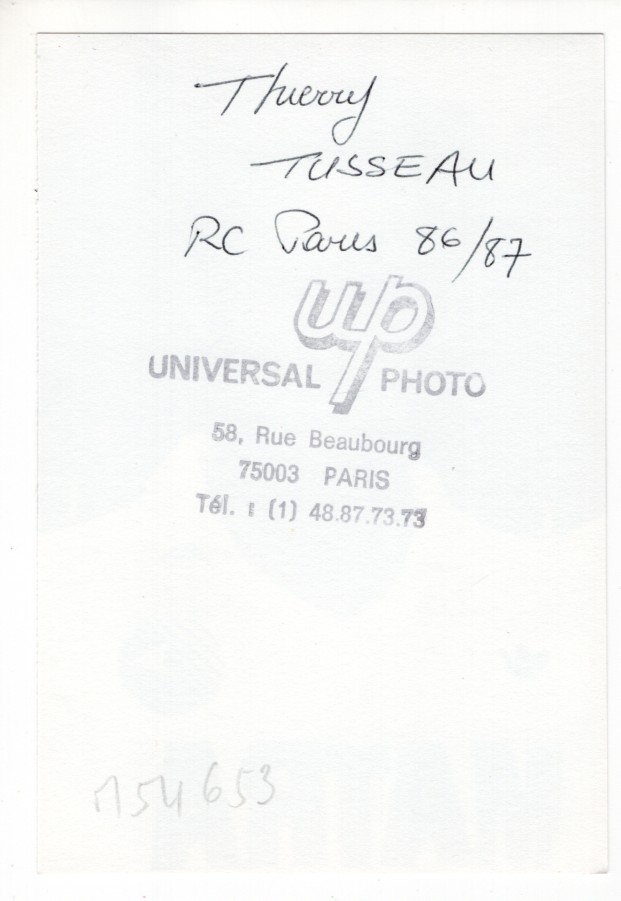 Thierry
TUSSEAU
RC Paris 86/87
up
UNIVERSAL PHOTO
58, Rue Beaubourg
75003 PARIS
Tél. : (1) 48.87.73.73